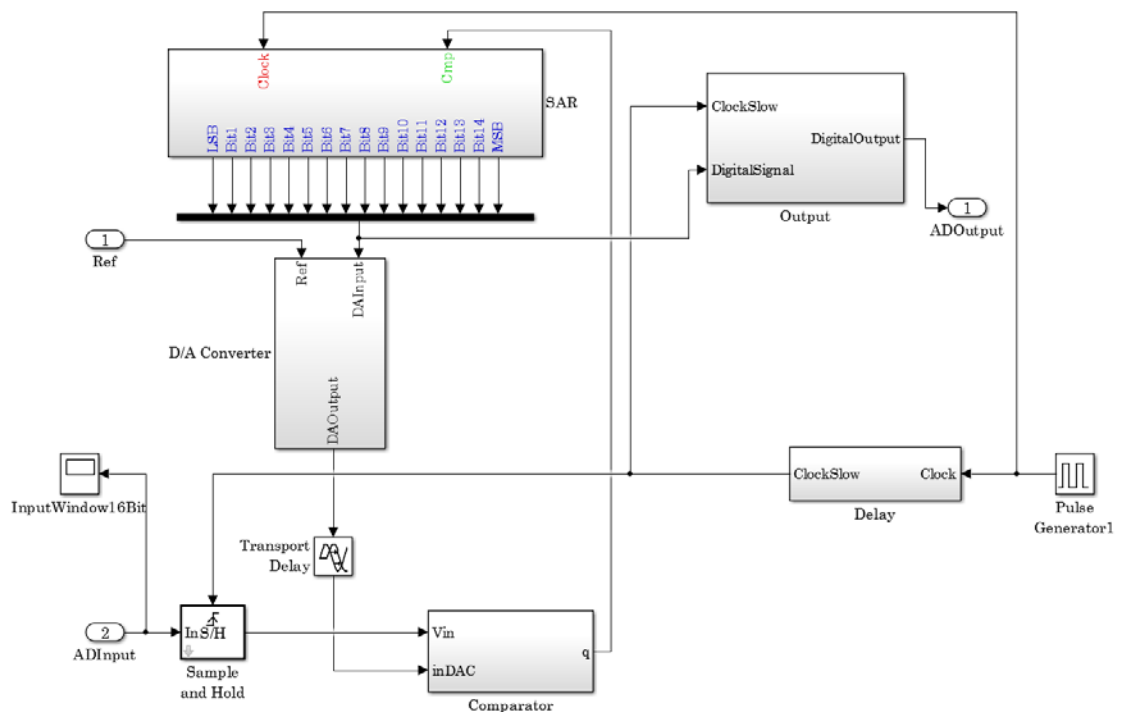 Clock
Cmp
SAR
LSB
Bit1
Bit2
Bit3
Bit4
Bit5
Bit6
Bit7
Bit8
Bit9
Bit10
Bit11
Bit12
Bit13
Bit14
MSB
ClockSlow
DigitalOutput
DigitalSignal
Output
1
ADOutput
1
Ref
Ref
DAInput
D/A Converter
DAOutput
InputWindow16Bit
ClockSlow
Clock
Delay
Pulse
Generator1
Transport
Delay
2
ADInput
In
S/H
Sample
and Hold
Vin
inDAC
q
Comparator